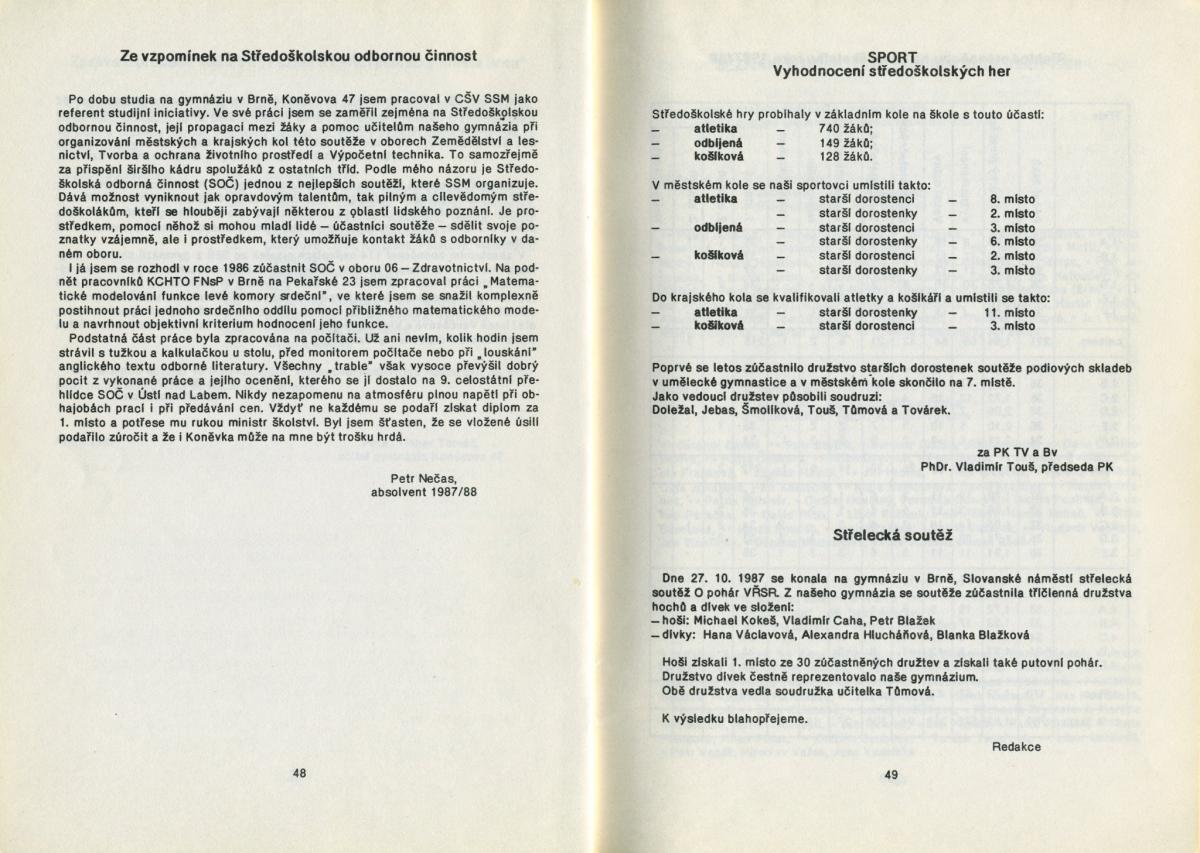 Ze vzpomínek na Středoškolskou odbornou činnost
Po dobu studia na gymnáziu v Brně, Koněvova 47 jsem pracoval v CŠV SSM jako
referent studijní iniciativy. Ve své práci jsem se zaměřil zejména na Středoškolskou
odbornou činnost, její propagaci mezi žáky a pomoc učitelům našeho gymnázia při
organizování městských a krajských kol této soutěže v oborech Zemědělství a les-
nictví, Tvorba a ochrana životního prostředí a Výpočetní technika. To samozřejmě
za přispění širšího kádru spolužáků z ostatních tříd. Podle mého názoru je Středo-
školská odborná činnost (SOČ) jednou z nejlepších soutěží, které SSM organizuje.
Dává možnost vyniknout jak opravdovým talentům, tak pilným a cílevědomým stře-
doškolákům, kteří se hlouběji zabývají některou z oblastí lidského poznání. Je pro-
středkem, pomocí něhož si mohou mladí lidé – účastníci soutěže – sdělit svoje po-
znatky vzájemně, ale i prostředkem, který umožňuje kontakt žáků s odborníky v da-
ném oboru.
I já jsem se rozhodl v roce 1986 zúčastnit SOČ v oboru 06 – Zdravotnictví. Na pod-
nět pracovníků KCHTO FNsP v Brně na Pekařské 23 jsem zpracoval práci „Matema-
tické modelování funkce levé komory srdeční", ve které jsem se snažil komplexně
postihnout práci jednoho srdečního oddílu pomocí přibližného matematického mode-
lu a navrhnout objektivní kriterium hodnocení jeho funkce.
Podstatná část práce byla zpracována na počítači. Už ani nevím, kolik hodin jsem
strávil s tužkou a kalkulačkou u stolu, před monitorem počítače nebo při „louskání"
anglického textu odborné literatury. Všechny „trable" však vysoce převýšil dobrý
pocit z vykonané práce a jejího ocenění, kterého se jí dostalo na 9. celostátní pře-
hlídce SOČ v Ústí nad Labem. Nikdy nezapomenu na atmosféru plnou napětí při ob-
hajobách prací i při předávání cen. Vždyť ne každému se podaří získat diplom za
1. místo a potřese mu rukou ministr školství. Byl jsem šťasten, že se vložené úsilí
podařilo zúročit a že i Koněvka může na mne být trošku hrdá.
Petr Nečas,
absolvent 1987/88
48
SPORT
Vyhodnocení středoškolských her
Středoškolské hry probíhaly v základním kole na škole s touto účastí:
– atletika – 740 žáků;
– odbíjená – 149 žáků;
– košíková – 128 žáků.
V městském kole se naši sportovci umístili takto:
– atletika – starší dorostenci – 8. místo
– starší dorostenky – 2. místo
– odbíjená – starší dorostenci – 3. místo
– starší dorostenky – 6. místo
– košíková – starší dorostenci – 2. místo
– starší dorostenky – 3. místo
Do krajského kola se kvalifikovali atletky a košíkáři a umístili se takto:
– atletika – starší dorostenky – 11. místo
– košíková – starší dorostenci – 3. místo
Poprvé se letos zúčastnilo družstvo starších dorostenek soutěže podiových skladeb
v umělecké gymnastice a v městském kole skončilo na 7. místě.
Jako vedoucí družstev působili soudruzi:
Doležal, Jebas, Šmolíková, Touš, Tůmová a Továrek.
za PK TV a Bv
PhDr. Vladimír Touš, předseda PK
Střelecká soutěž
Dne 27. 10. 1987 se konala na gymnáziu v Brně, Slovanské náměstí střelecká
soutěž O pohár VŘSR. Z našeho gymnázia se soutěže zúčastnila tříčlenná družstva
hochů a dívek ve složení:
– hoši: Michael Kokeš, Vladimír Caha, Petr Blažek
– dívky: Hana Václavová, Alexandra Hlucháňová, Blanka Blažková
Hoši získali 1. místo ze 30 zúčastněných družtev a získali také putovní pohár.
Družstvo dívek čestně reprezentovalo naše gymnázium.
Obě družstva vedla soudružka učitelka Tůmová.
K výsledku blahopřejeme.
Redakce
49